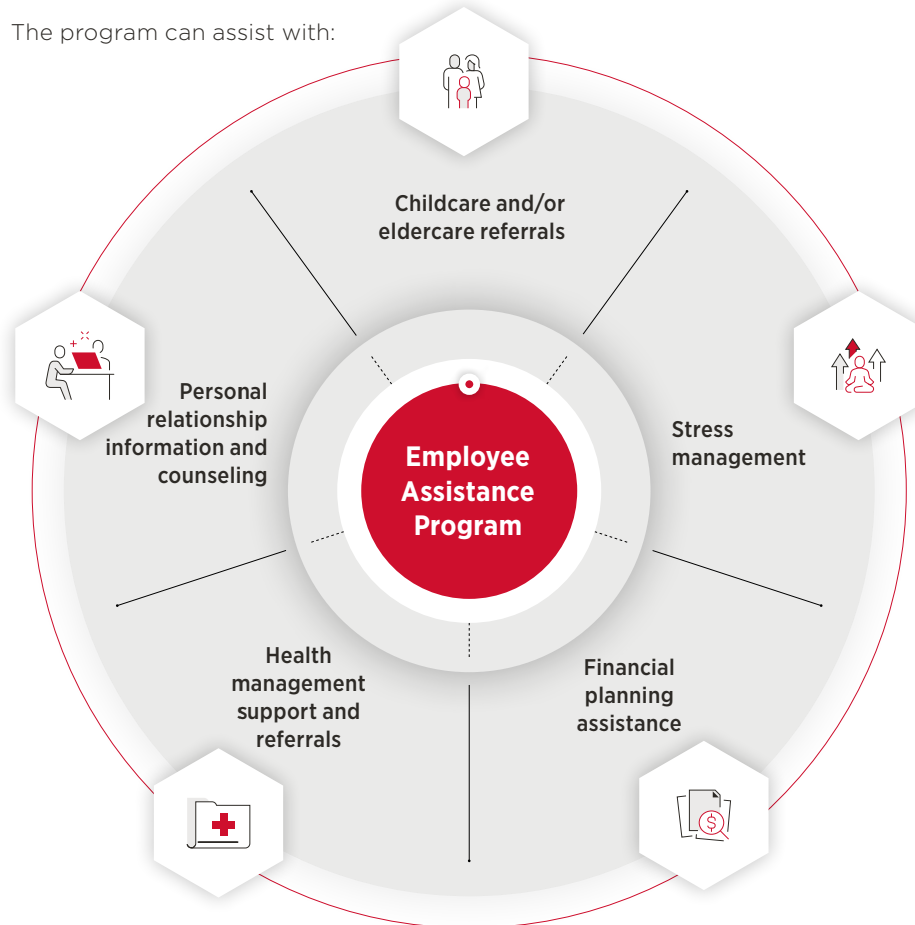 The program can assist with:
Childcare and/or
eldercare referrals
Personal
relationship
information and
counseling
Stress
management
Employee
Assistance
Program
Health
management
support and
referrals
Financial
planning
assistance
$